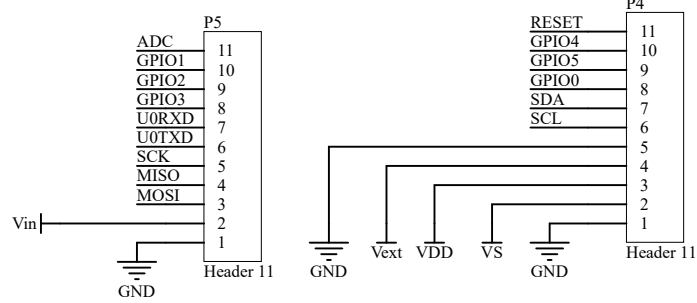 P5
ADC 11
GPIO1 10
GPIO2 9
GPIO3 8
U0RXD 7
U0TXD 6
SCK 5
MISO 4
MOSI 3
Vin 2
1
GND
Header 11
P4
RESET 11
GPIO4 10
GPIO5 9
GPIO0 8
SDA 7
SCL 6
5
4
3
2
1
GND Vext VDD VS GND
Header 11